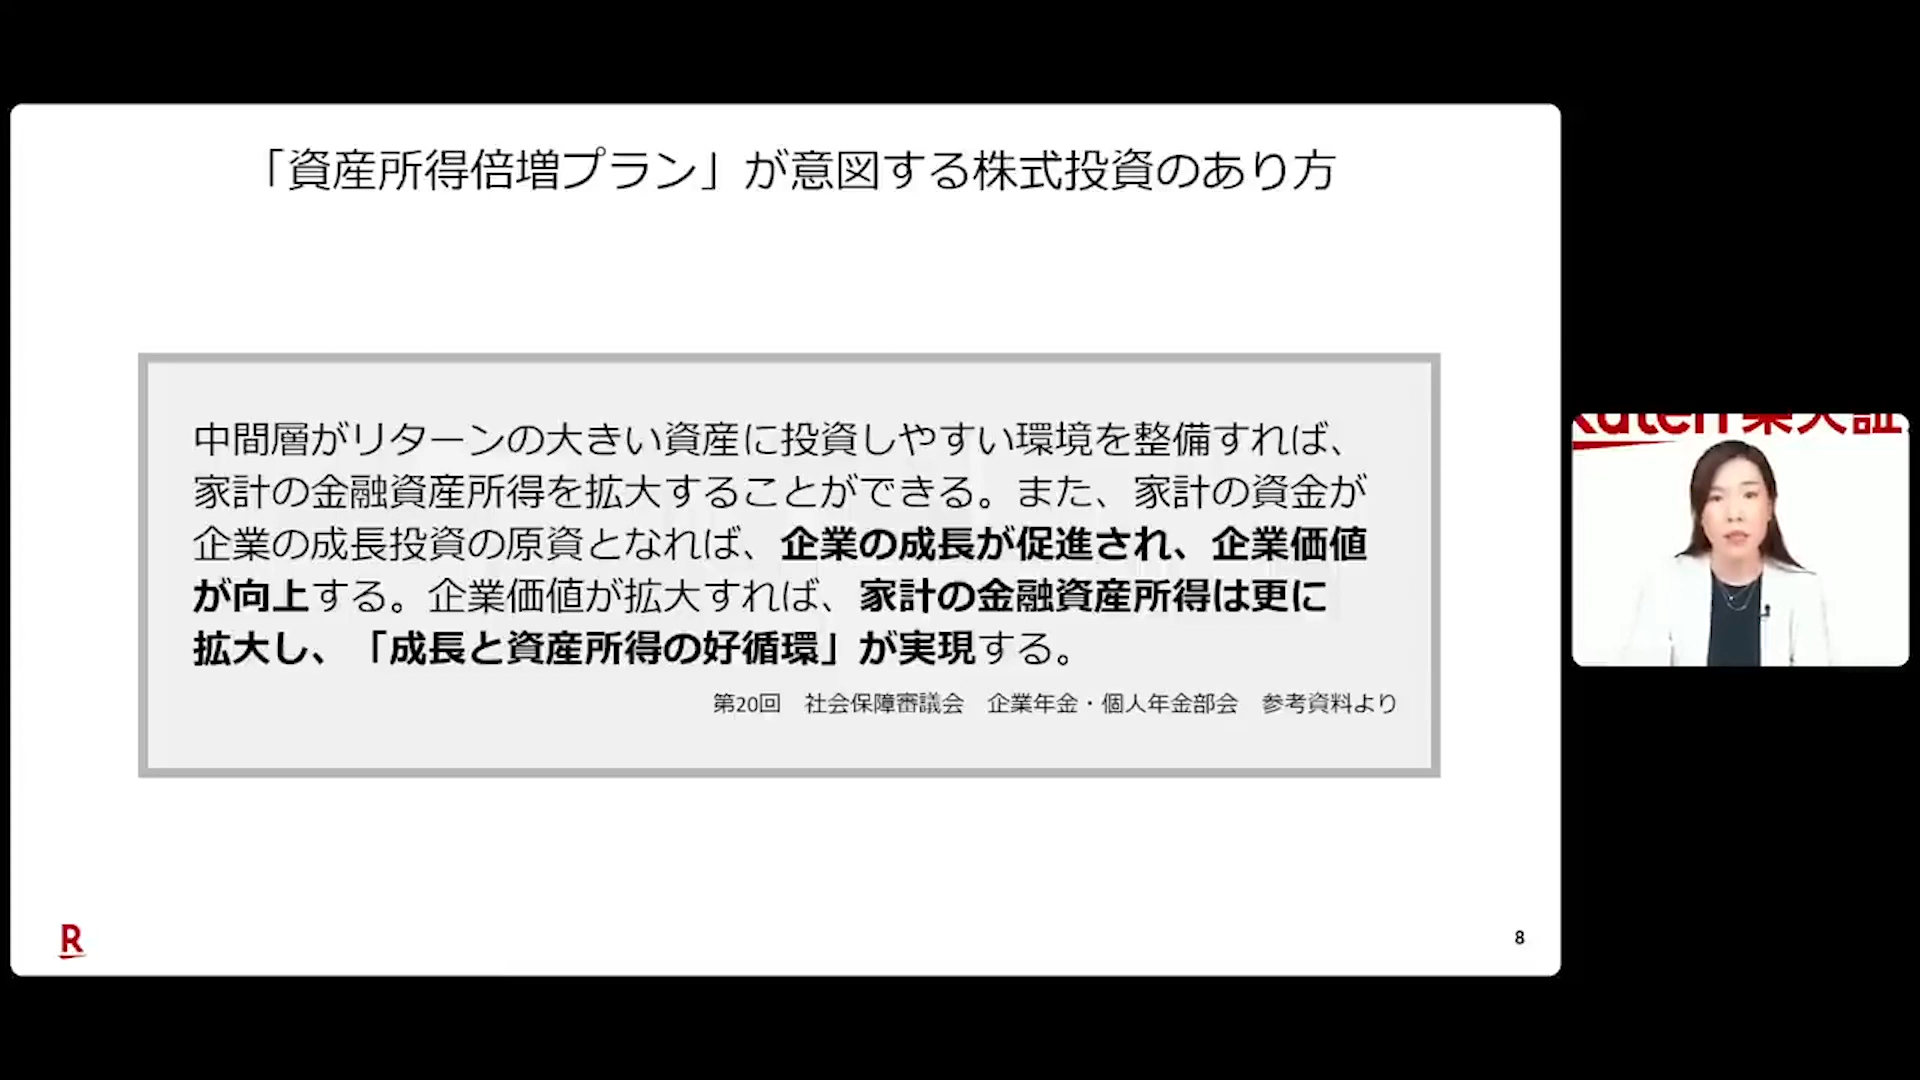 「資産所得倍増プラン」が意図する株式投資のあり方
中間層がリターンの大きい資産に投資しやすい環境を整備すれば、
家計の金融資産所得を拡大することができる。また、家計の資金が
企業の成長投資の原資となれば、企業の成長が促進され、企業価値
が向上する。企業価値が拡大すれば、家計の金融資産所得は更に
拡大し、「成長と資産所得の好循環」が実現する。
第20回　社会保障審議会　企業年金・個人年金部会　参考資料より
R
8
Rakuten 楽天証